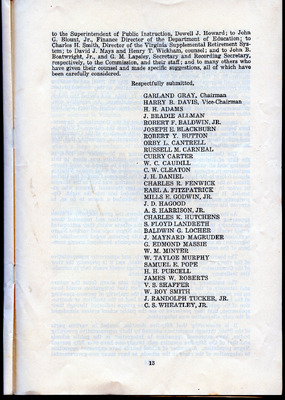 to the Superintendent of Public Instruction, Dowell J. Howard; to John
G. Blount, Jr., Finance Director of the Department of Education; to
Charles H. Smith, Director of the Virginia Supplemental Retirement Sys-
tem; to David J. Mays and Henry T. Wickham, counsel; and to John B.
Boatwright, Jr., and G. M. Lapsley, Secretary and Recording Secretary,
respectively, to the Commission, and their staff; and to many others who
have given their counsel and made specific suggestions, all of which have
been carefully considered.
Respectfully submitted,
GARLAND GRAY, Chairman
HARRY B. DAVIS, Vice-Chairman
H. H. ADAMS
J. BRADIE ALLMAN
ROBERT F. BALDWIN, JR.
JOSEPH E. BLACKBURN
ROBERT Y. BUTTON
ORBY L. CANTRELL
RUSSELL M. CARNEAL
CURRY CARTER
W. C. CAUDILL
C. W. CLEATON
J. H. DANIEL
CHARLES R. FENWICK
EARL A. FITZPATRICK
MILLS E. GODWIN, JR.
J. D. HAGOOD
A. S. HARRISON, JR.
CHARLES K. HUTCHENS
S. FLOYD LANDRETH
BALDWIN G. LOCHER
J. MAYNARD MAGRUDER
G. EDMOND MASSIE
W. M. MINTER
W. TAYLOE MURPHY
SAMUEL E. POPE
H. H. PURCELL
JAMES W. ROBERTS
V. S. SHAFFER
W. ROY SMITH
J. RANDOLPH TUCKER, JR.
C. S. WHEATLEY, JR.
13